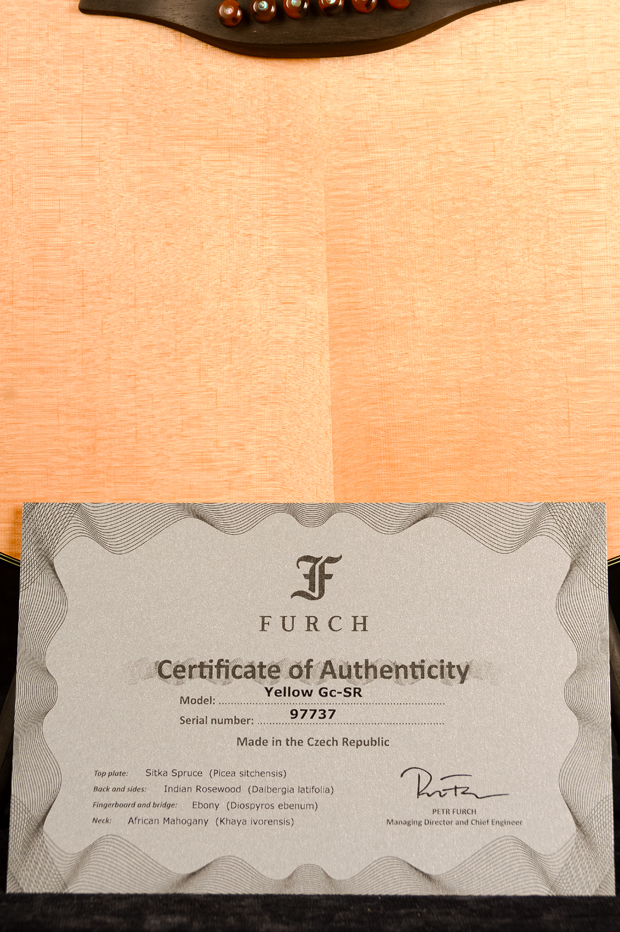 F
FURCH
Certificate of Authenticity
Model: Yellow Gc-SR
Serial number: 97737
Made in the Czech Republic
Top plate: Sitka Spruce (Picea sitchensis)
Back and sides: Indian Rosewood (Dalbergia latifolia)
Fingerboard and bridge: Ebony (Diospyros ebenum)
Neck: African Mahogany (Khaya ivorensis)
PETR FURCH
Managing Director and Chief Engineer